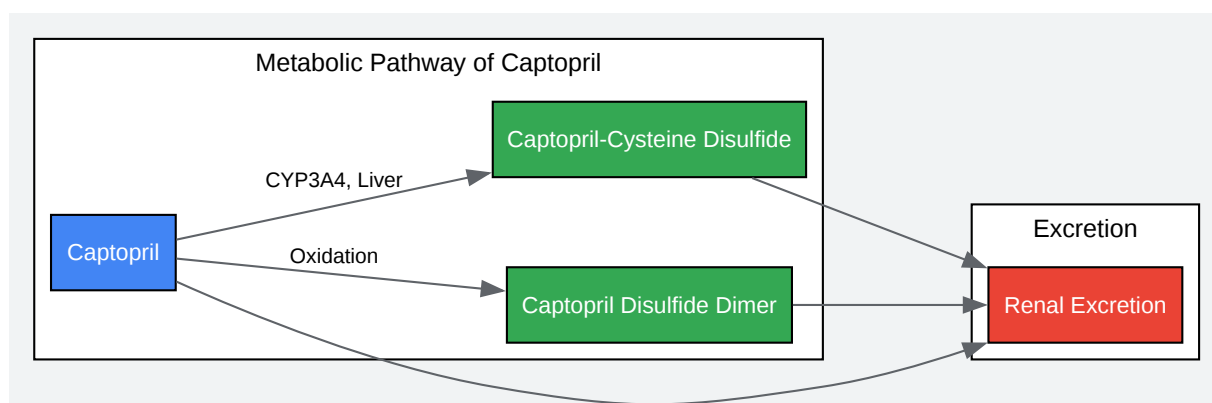 Metabolic Pathway of Captopril
Captopril-Cysteine Disulfide
CYP3A4, Liver
Captopril
Oxidation
Captopril Disulfide Dimer
Excretion
Renal Excretion